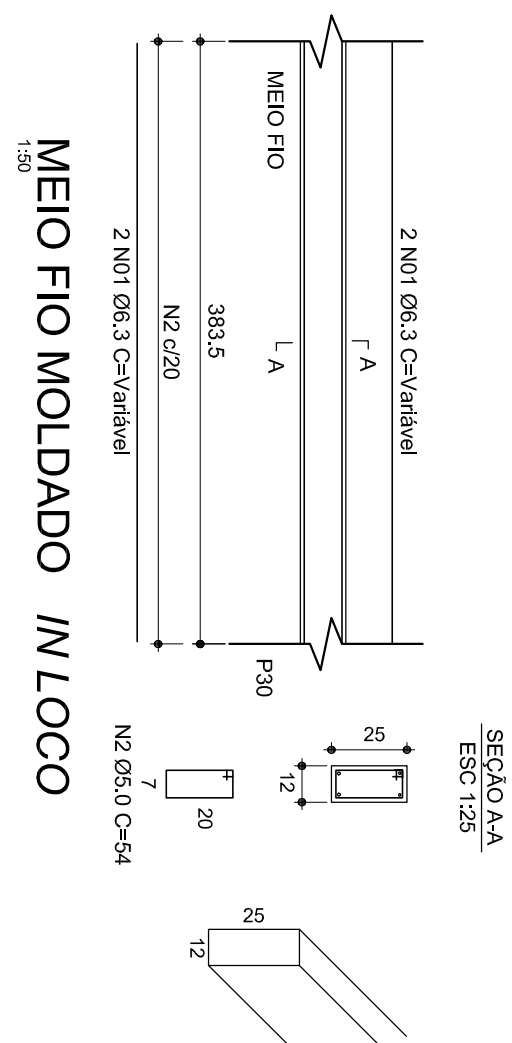 2 N01 Ø6.3 C=Variável
SEÇÃO A-A
ESC 1:25
A
MEIO FIO
A
P30
25
12
383.5
20
7
N2 c/20
N2 Ø5.0 C=54
2 N01 Ø6.3 C=Variável
25
12
MEIO FIO MOLDADO IN LOCO
1:50